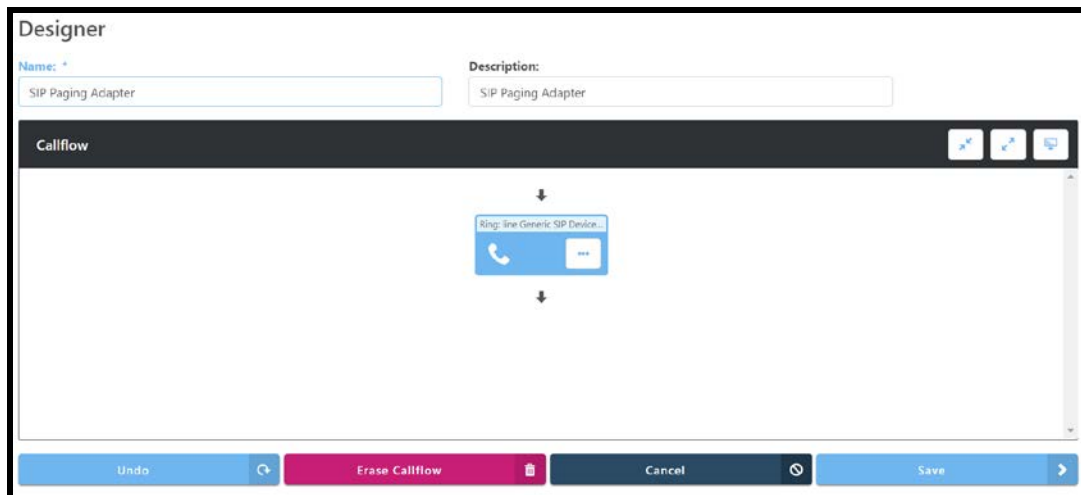 Designer
Name: *
Description:
SIP Paging Adapter
SIP Paging Adapter
Callflow
Ring: line Generic SIP Device...
Undo
Erase Callflow
Cancel
Save